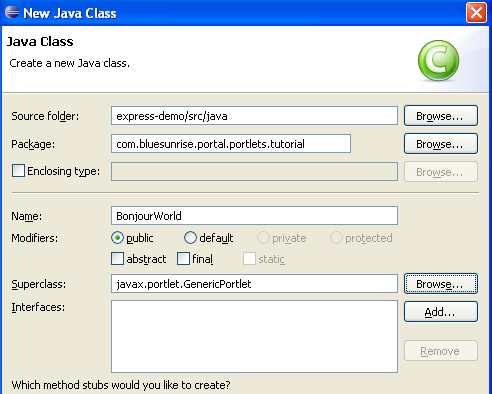 New Java Class
Java Class
Create a new Java class.
C
Source folder: express-demo/src/java Browse...
Package: com.bluesunrise.portal.portlets.tutorial Browse...
Enclosing type: Browse...
Name: BonjourWorld
Modifiers: public default private protected
abstract final static
Superclass: javax.portlet.GenericPortlet Browse...
Interfaces: Add...
Remove
Which method stubs would you like to create?